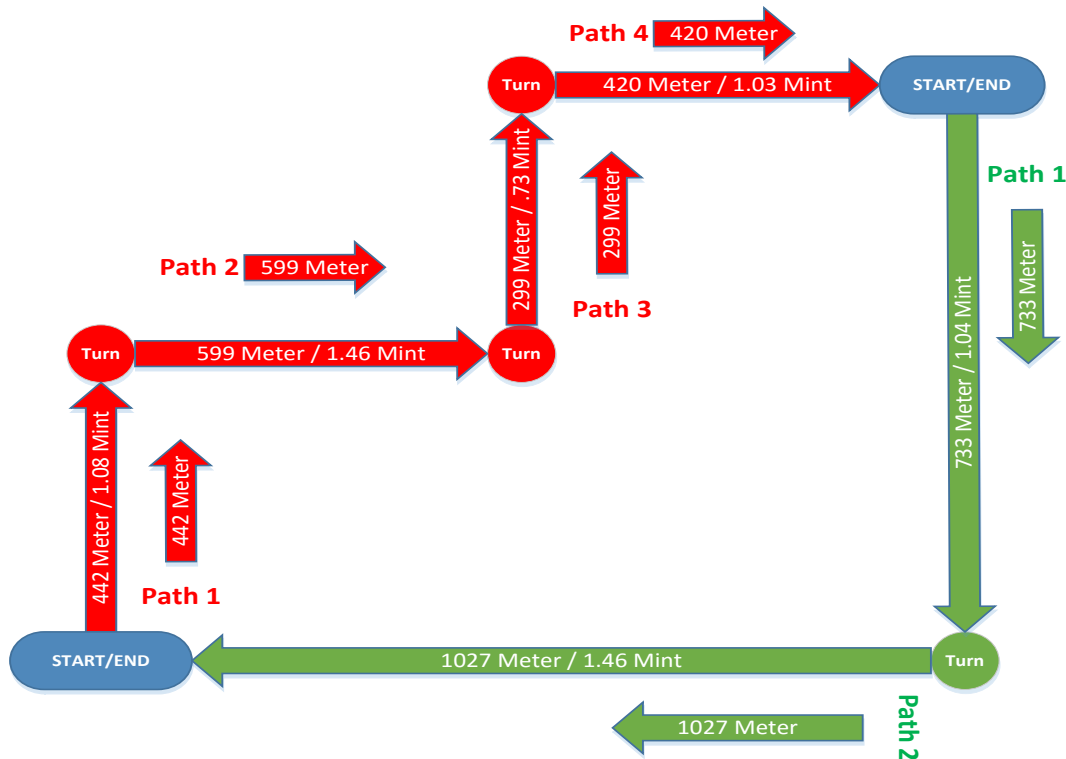 Path 4
420 Meter
Turn
420 Meter / 1.03 Mint
START/END
299 Meter / .73 Mint
299 Meter
Path 1
733 Meter / 1.04 Mint
733 Meter
Path 2
599 Meter
Path 3
Turn
599 Meter / 1.46 Mint
Turn
442 Meter / 1.08 Mint
442 Meter
Path 1
START/END
1027 Meter / 1.46 Mint
Turn
1027 Meter
Path 2